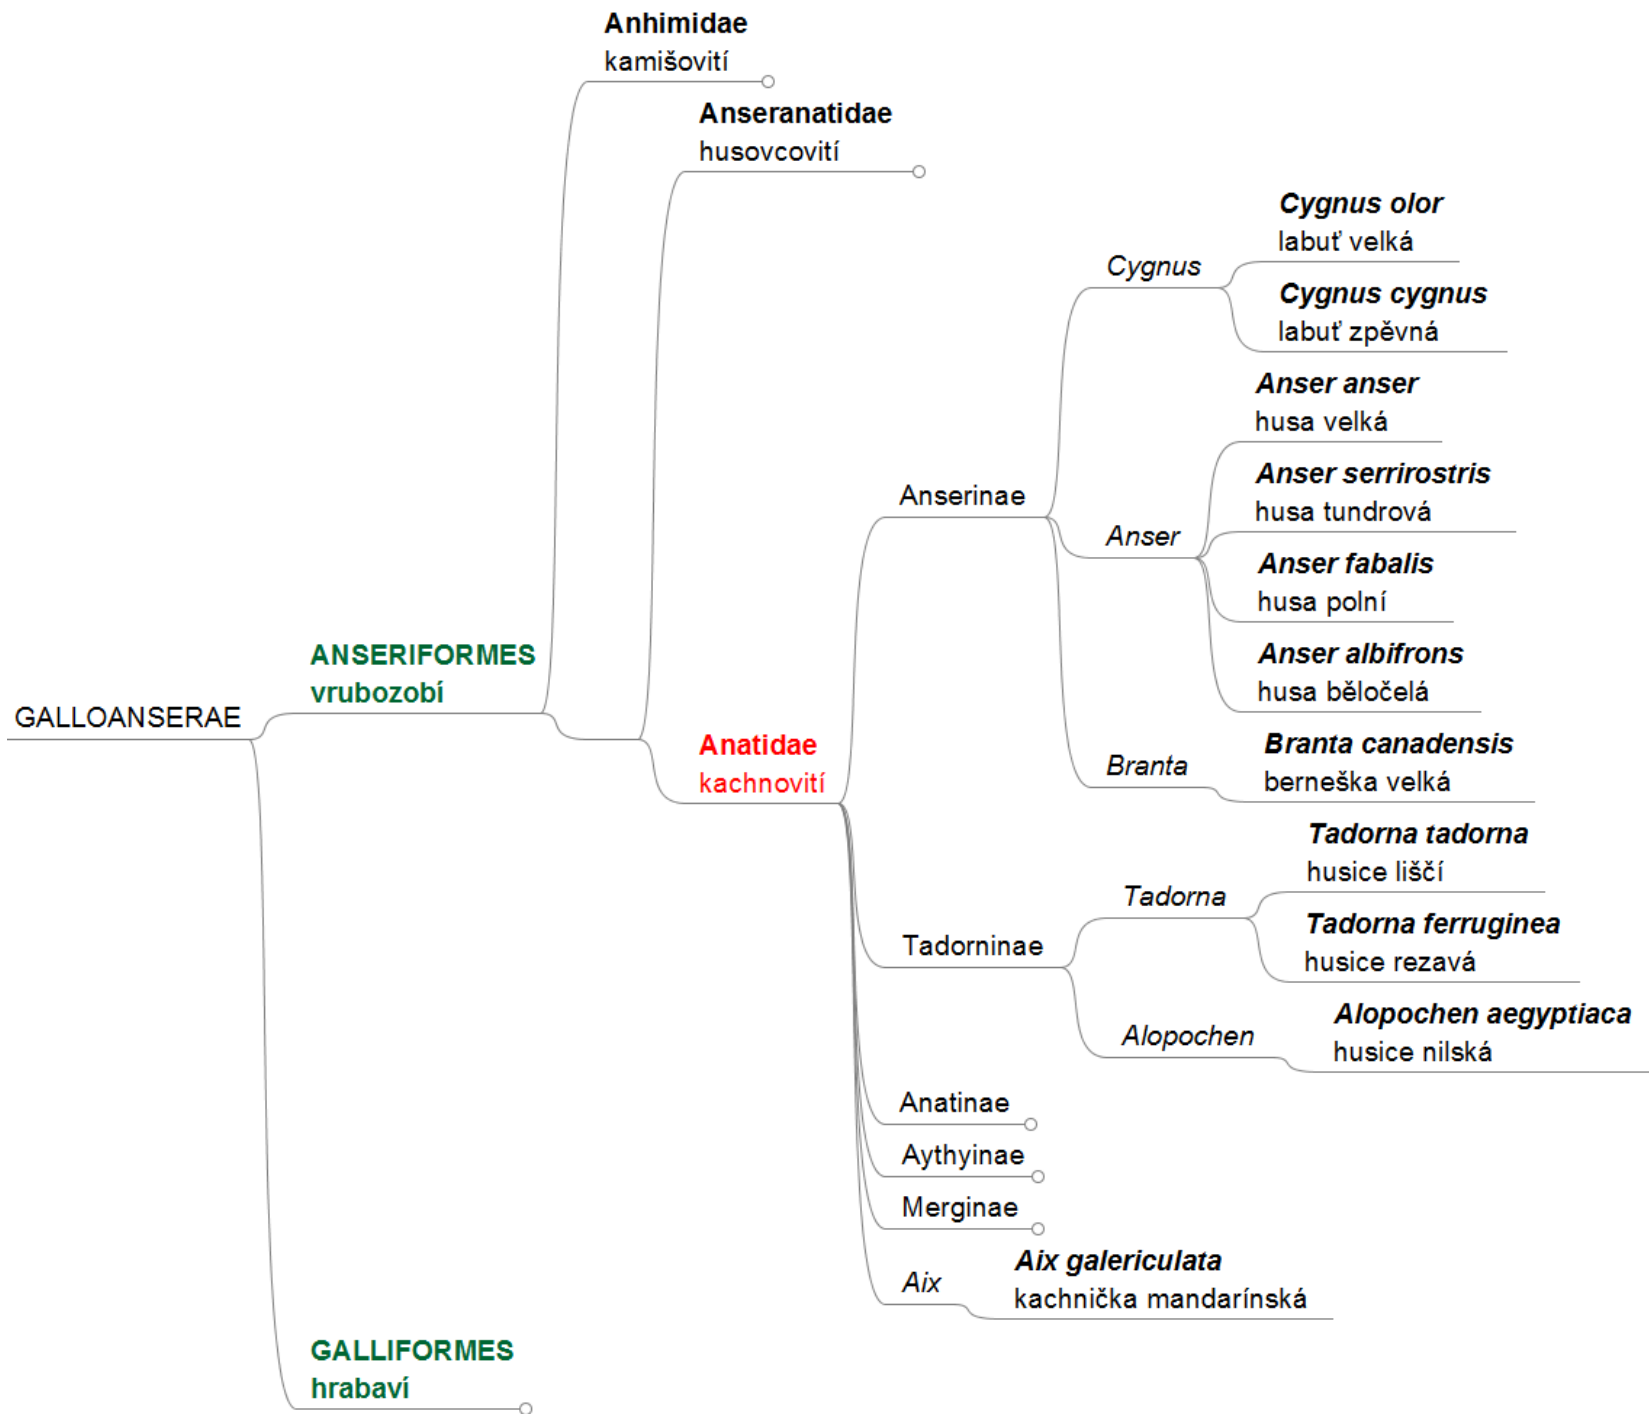 Anhimidae
kamišovití
Anseranatidae
husovcovití
Cygnus olor
labuť velká
Cygnus
Cygnus cygnus
labuť zpěvná
Anser anser
husa velká
Anserinae
Anser serrirostris
husa tundrová
Anser
Anser fabalis
husa polní
Anser albifrons
husa běločelá
ANSERIFORMES
vrubozobí
GALLOANSERAE
Anatidae
kachnovití
Branta
Branta canadensis
berneška velká
Tadorna tadorna
husice liščí
Tadorna
Tadorna ferruginea
husice rezavá
Tadorninae
Alopochen
Alopochen aegyptiaca
husice nilská
Anatinae
Aythyinae
Merginae
Aix
Aix galericulata
kachnička mandarínská
GALLIFORMES
hrabaví